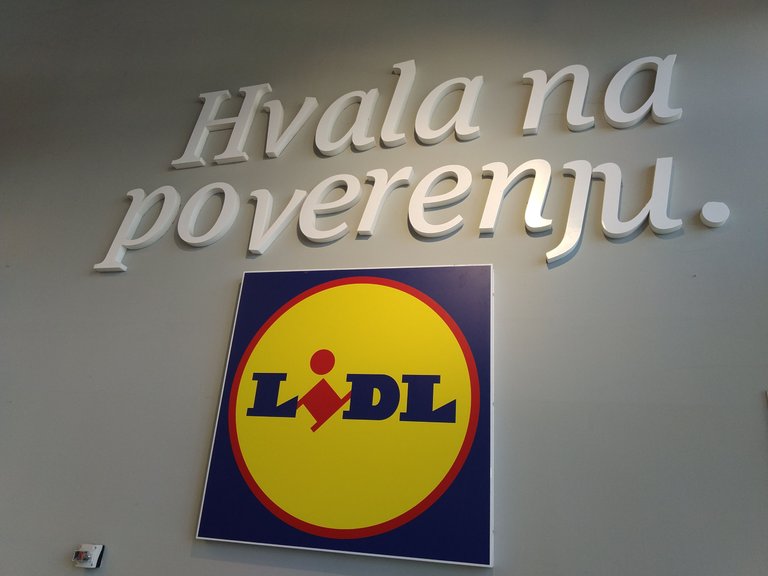 Hvala na
poverenju.
LIDL